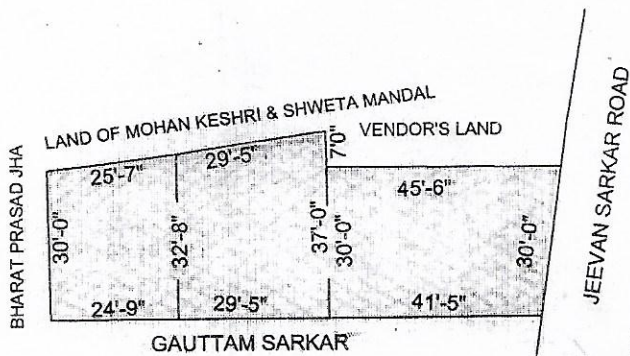 LAND OF MOHAN KESHRI & SHWETA MANDAL
VENDOR'S LAND
7'0"
25'-7"
29'-5"
45'-6"
BHARAT PRASAD JHA
30'-0"
32'-8"
37'-0"
30'-0"
30'-0"
JEEVAN SARKAR ROAD
24'-9"
29'-5"
41'-5"
GAUTTAM SARKAR